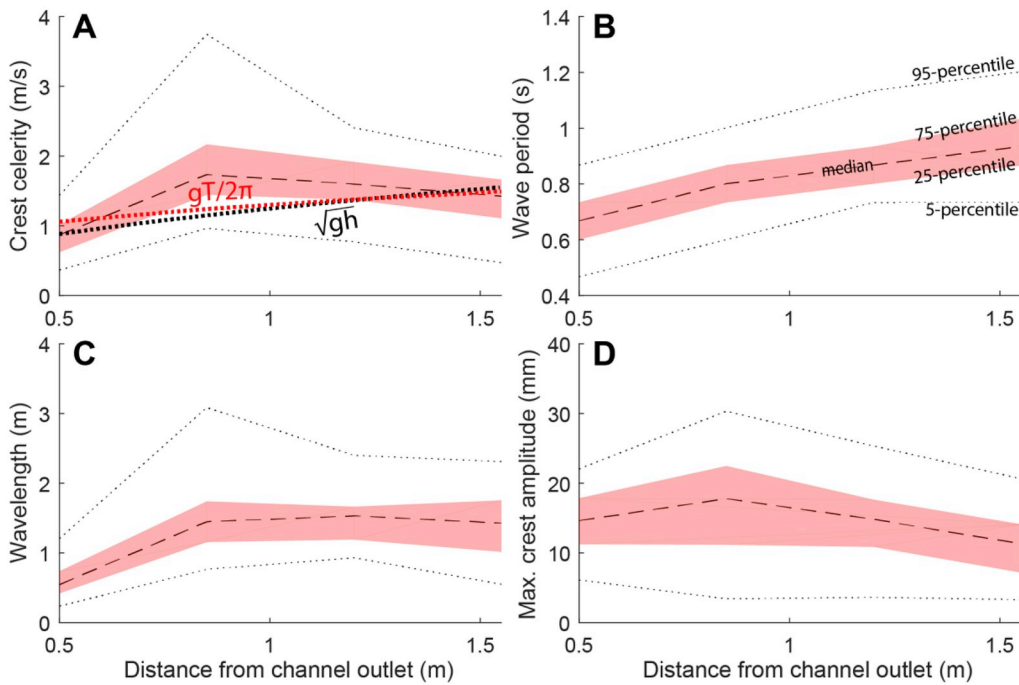 A
Crest celerity (m/s)
4
3
2
1
0
gT/2π
√gh
0.5
1
1.5
B
Wave period (s)
1.4
1.2
1
0.8
0.6
0.4
95-percentile
75-percentile
median
25-percentile
5-percentile
0.5
1
1.5
C
Wavelength (m)
4
3
2
1
0
0.5
1
1.5
Distance from channel outlet (m)
D
Max. crest amplitude (mm)
40
30
20
10
0
0.5
1
1.5
Distance from channel outlet (m)